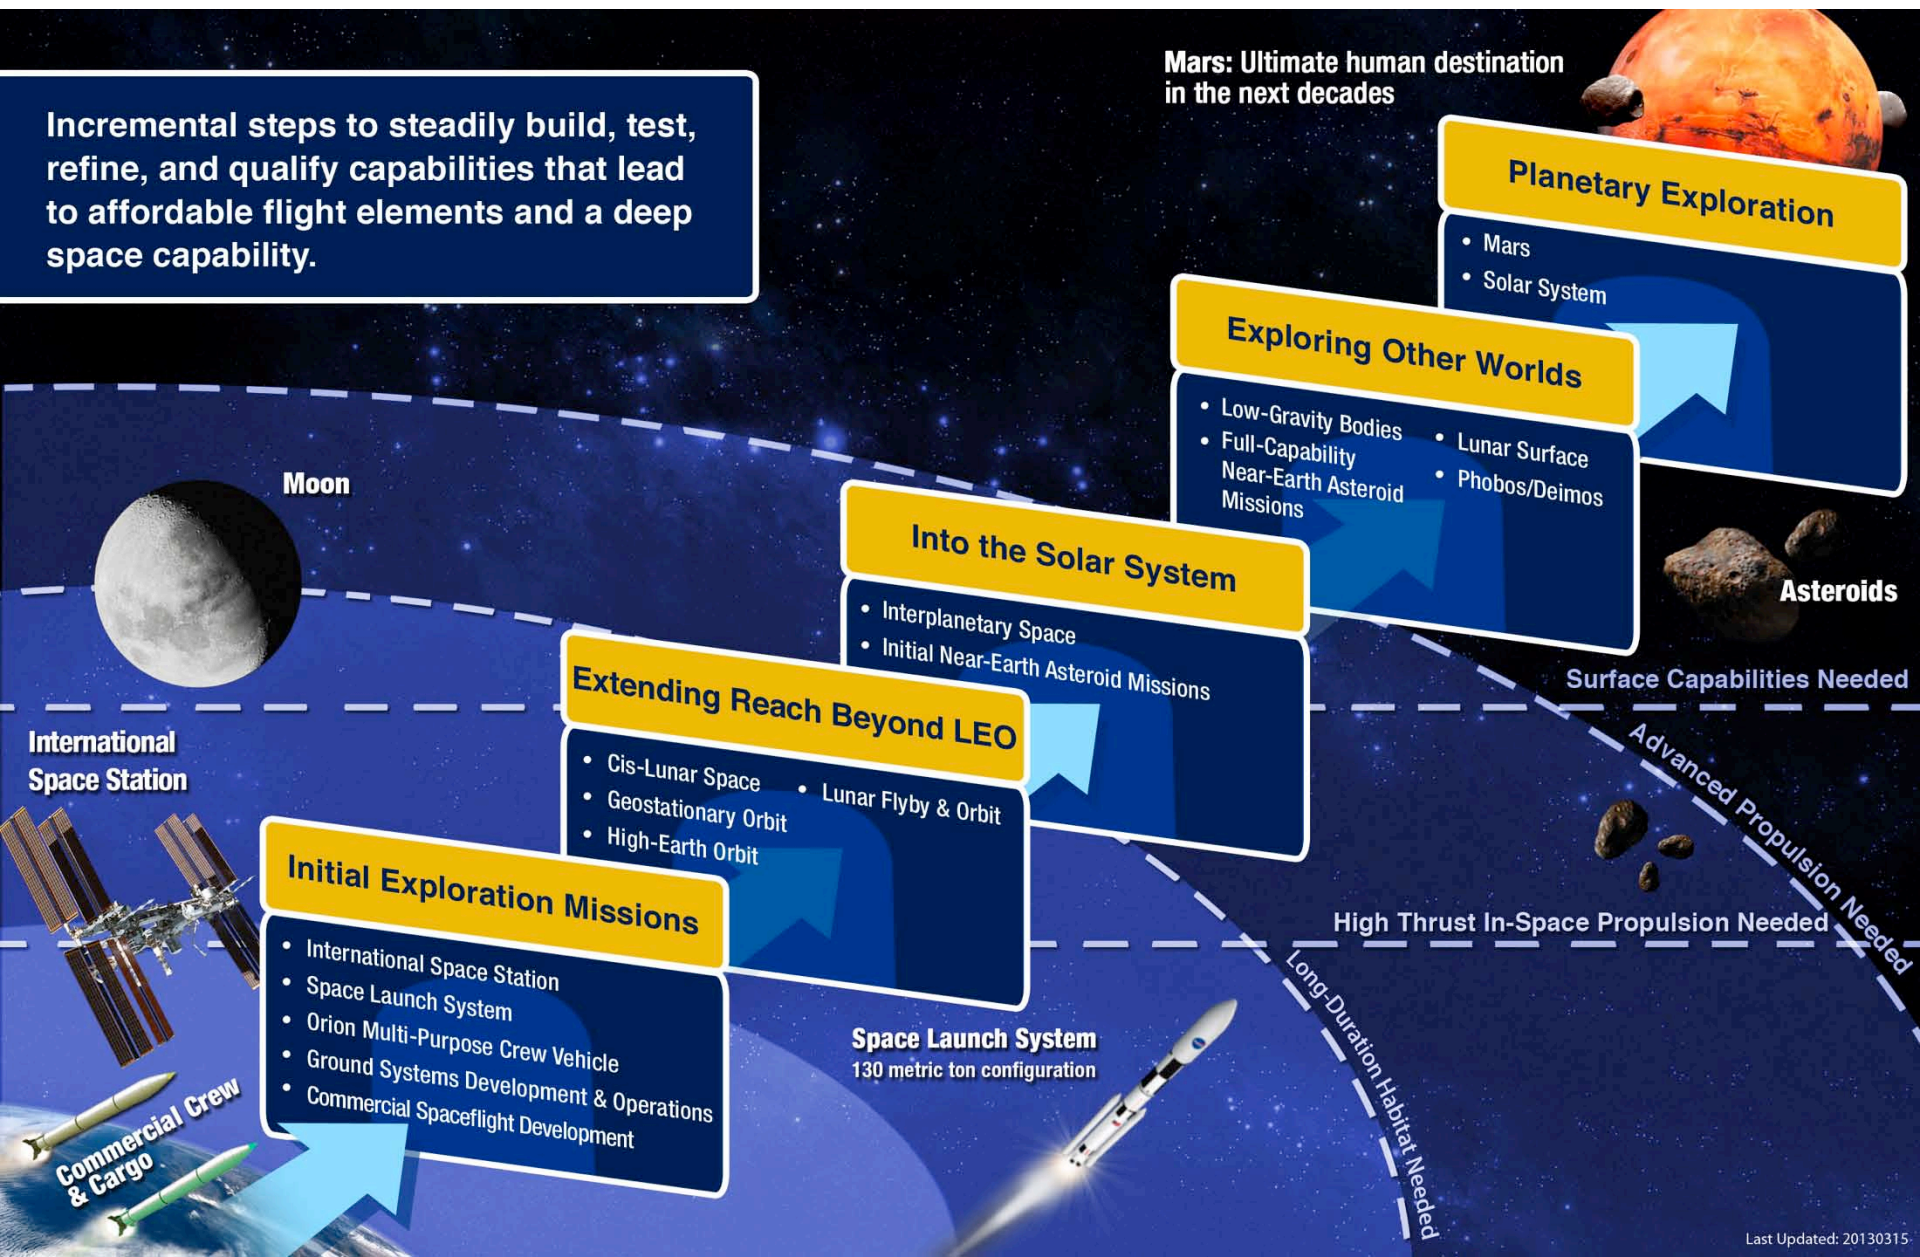 Incremental steps to steadily build, test,
refine, and qualify capabilities that lead
to affordable flight elements and a deep
space capability.
Mars: Ultimate human destination
in the next decades
Planetary Exploration
• Mars
• Solar System
Exploring Other Worlds
• Low-Gravity Bodies
• Full-Capability
Near-Earth Asteroid
Missions
• Lunar Surface
• Phobos/Deimos
Moon
Into the Solar System
• Interplanetary Space
• Initial Near-Earth Asteroid Missions
Asteroids
Surface Capabilities Needed
Extending Reach Beyond LEO
• Cis-Lunar Space
• Geostationary Orbit
• High-Earth Orbit
• Lunar Flyby & Orbit
International
Space Station
Advanced Propulsion Needed
Initial Exploration Missions
• International Space Station
• Space Launch System
• Orion Multi-Purpose Crew Vehicle
• Ground Systems Development & Operations
• Commercial Spaceflight Development
High Thrust In-Space Propulsion Needed
Long-Duration Habitat Needed
Space Launch System
130 metric ton configuration
Commercial Crew
& Cargo
Last Updated: 20130315